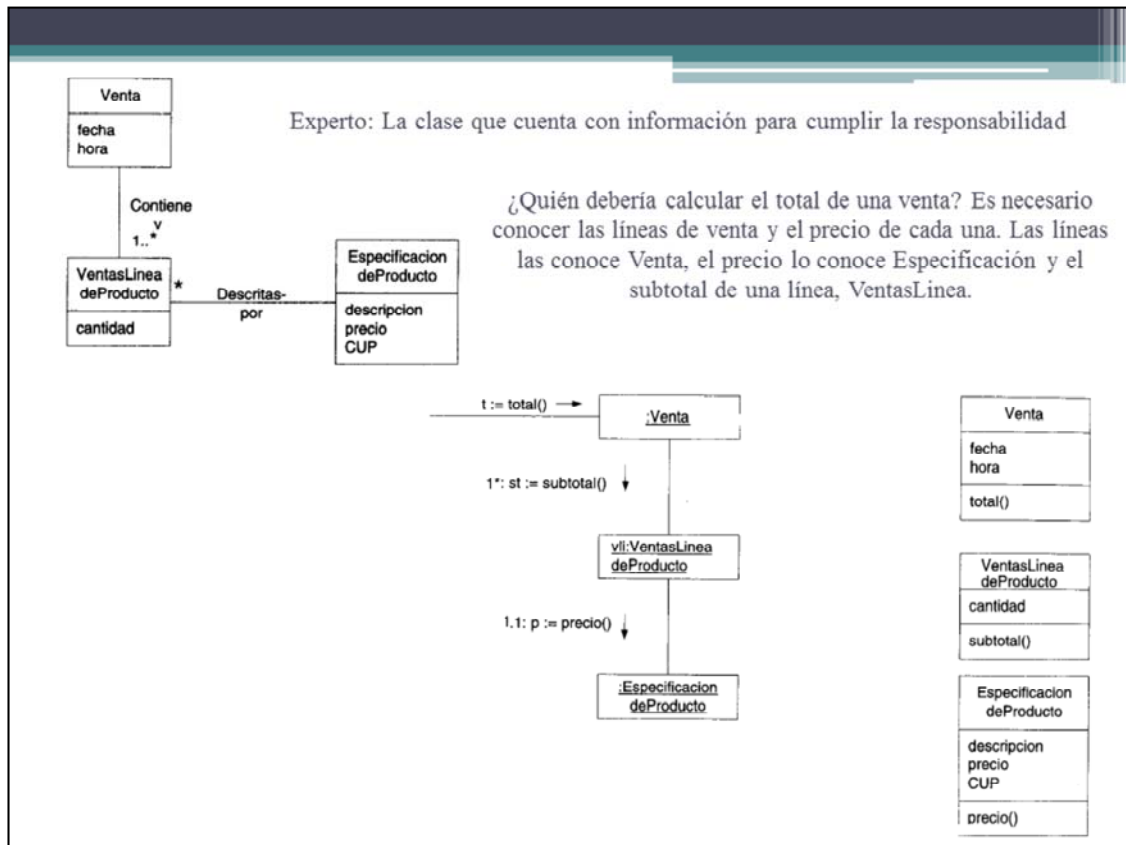 Venta
fecha
hora
Contiene
v
1..*
VentasLinea
deProducto
cantidad
*
Descritas-
por
Especificacion
deProducto
descripcion
precio
CUP
Experto: La clase que cuenta con información para cumplir la responsabilidad
¿Quién debería calcular el total de una venta? Es necesario
conocer las líneas de venta y el precio de cada una. Las líneas
las conoce Venta, el precio lo conoce Especificación y el
subtotal de una línea, VentasLinea.
t := total()
:Venta
1*: st := subtotal()
vli:VentasLinea
deProducto
1.1: p := precio()
:Especificacion
deProducto
Venta
fecha
hora
total()
VentasLinea
deProducto
cantidad
subtotal()
Especificacion
deProducto
descripcion
precio
CUP
precio()